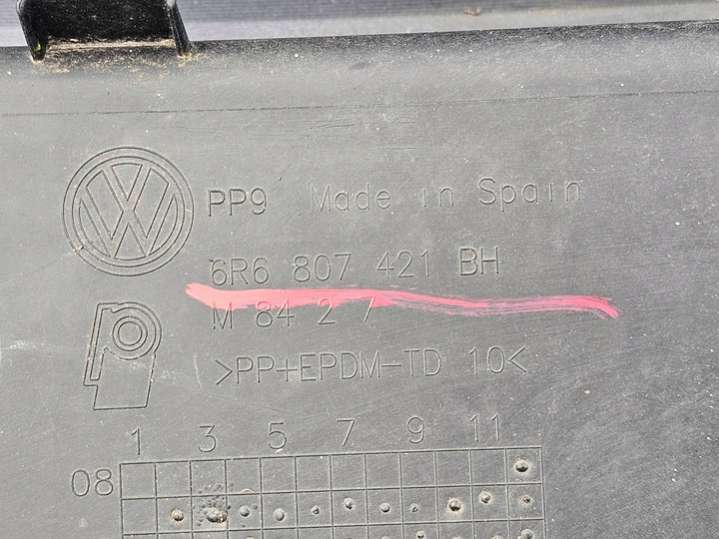 VW
PP9 Made in Spain
6R6 807 421 BH
M 84 2 7
>PP+EPDM-TD 10<
1 3 5 7 9 11
08